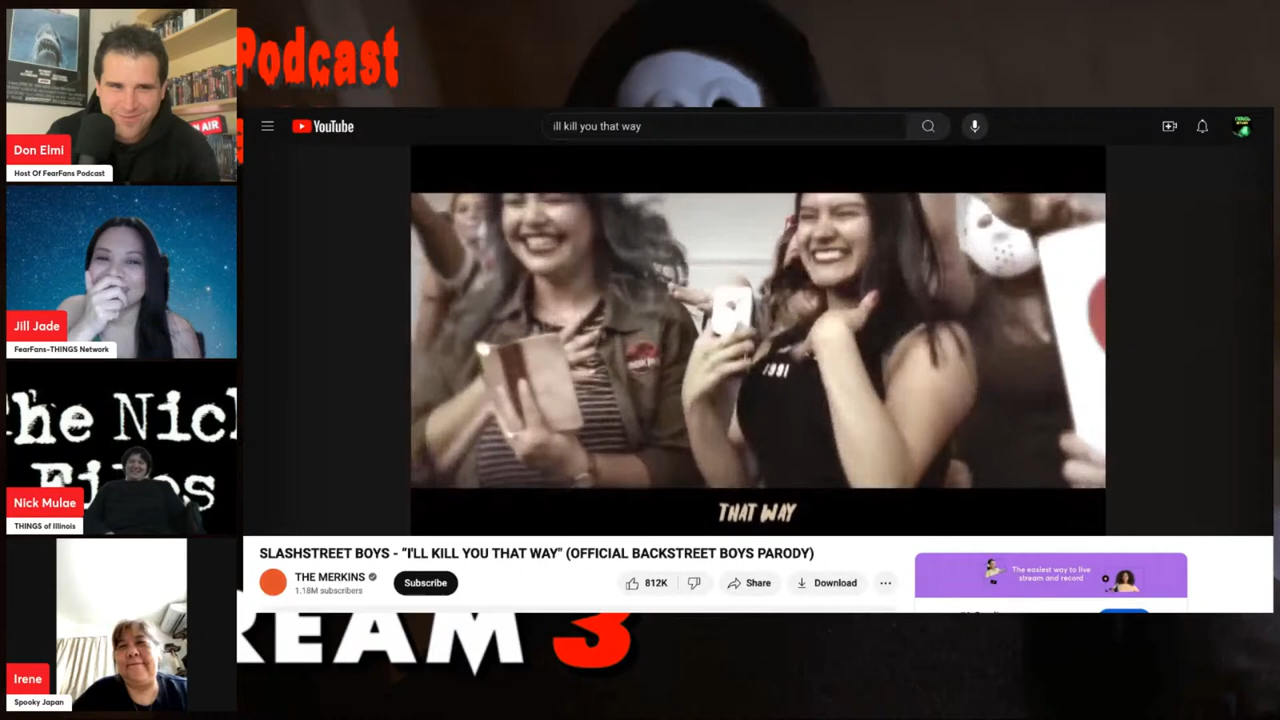 Podcast
Don Elmi
Host Of FearFans Podcast
AIR
YouTube
ill kill you that way
Jill Jade
FearFans-THINGS Network
1991
THAT WAY
The Nick
Files
Nick Mulae
THINGS of Illinois
SLASHSTREET BOYS - "I'LL KILL YOU THAT WAY" (OFFICIAL BACKSTREET BOYS PARODY)
THE MERKINS
1.18M subscribers
Subscribe
812K
Share
Download
The easiest way to live
stream and record
REAM 3
Irene
Spooky Japan